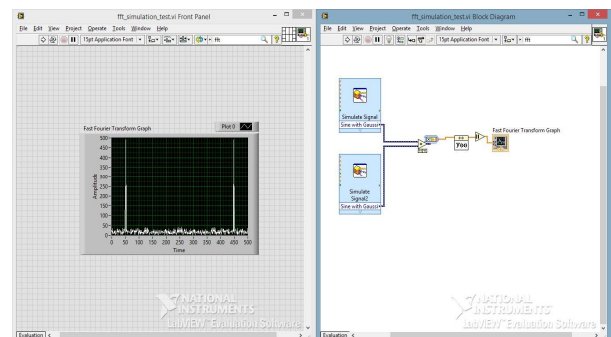 fft_simulation_test.vi Front Panel
File Edit View Project Operate Tools Window Help
15pt Application Font fft
Fast Fourier Transform Graph
Plot 0
Amplitude
500-
450-
400-
350-
300-
250-
200-
150-
100-
50-
0-
0 50 100 150 200 250 300 350 400 450 500
Time
NATIONAL
INSTRUMENTS
LabVIEW Evaluation Software
Evaluation
fft_simulation_test.vi Block Diagram
File Edit View Project Operate Tools Window Help
15pt Application Font fft
Simulate Signal
Sine with Gaussi
Simulate
Signal2
Sine with Gaussi
Fast Fourier Transform Graph
NATIONAL
INSTRUMENTS
LabVIEW Evaluation Software
Evaluation